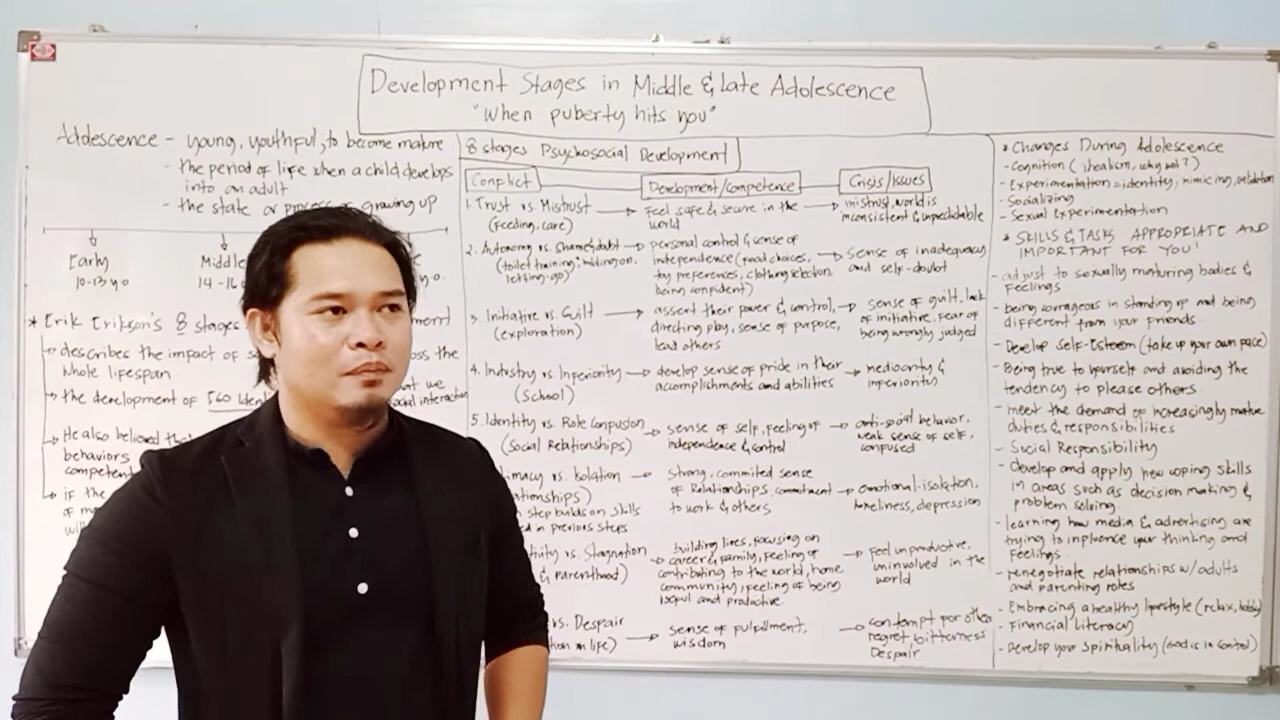 Development Stages in Middle & Late Adolescence
"When puberty hits you"
Adolescence - young, youthful, to become mature
- the period of life when a child develops
into an adult
- the state or process of growing up
Early
10-13 y.o
Middle
14-16
y.o.
* Erik Erikson's 8 stages
describes the impact of
oss the
whole lifespan
the development of EGO
we
social interaction
He also believed
behaviors
competent
if the
of
8 stages Psychosocial Development
Conflict
Development/competence
Crisis/Issues
1. Trust vs. Mistrust
(Feeding, care)
Feel safe & secure in the
world
mistrust, world is
inconsistent & unpredictable
2. Autonomy vs. Shame & doubt
(toilet training, holding on,
letting-go)
personal control & sense of
independence (food choices,
toy preferences, clothing selection,
being confident)
Sense of inadequacy
and self-doubt
3. Initiative vs. Guilt
(exploration)
assert their power & control,
directing play, sense of purpose,
lead others
sense of guilt, lack
of initiative, fear of
being wrongly judged
4. Industry vs Inferiority
(School)
develop sense of pride in their
accomplishments and abilities
mediocrity &
inferiority
5. Identity vs. Role Confusion
(Social Relationships)
sense of self, feeling of
independence & control
anti-social behavior,
weak sense of self,
confused
timacy vs. Isolation
ationships)
step builds on skills
in previous steps
Strong, commited sense
of Relationships, commitment
to work & others
emotional-isolation,
loneliness, depression
tivity vs. Stagnation
& parenthood)
building lives, focusing on
career & family, feeling of
contributing to the world, home
community, feeling of being
useful and productive.
Feel unproductive,
uninvolved in the
world
vs. Despair
on life)
sense of fulfillment,
wisdom
contempt for others
regret, bitterness
Despair
* Changes During Adolescence
- Cognition (idealism, why not?)
- Experimentation = identity, mimicing, validation
- Socializing
- Sexual Experimentation
* SKILLS & TASKS APPROPRIATE AND
IMPORTANT FOR YOU!
- adjust to sexually maturing bodies &
feelings
- being courageous in standing up and being
different from your friends.
- Develop Self-Esteem (take up your own pace)
- Being true to yourself and avoiding the
tendency to please others
- meet the demand of increasingly mature
duties & responsibilities
- Social Responsibility
- develop and apply new coping skills
in areas such as decision making &
problem solving.
- learning how media & advertising are
trying to influence your thinking and
feelings
- renegotiate relationships w/ adults
and parenting roles
- Embracing a healthy lifestyle (relax, hobby)
- Financial Literacy
- Develop your Spirituality (God is in control)